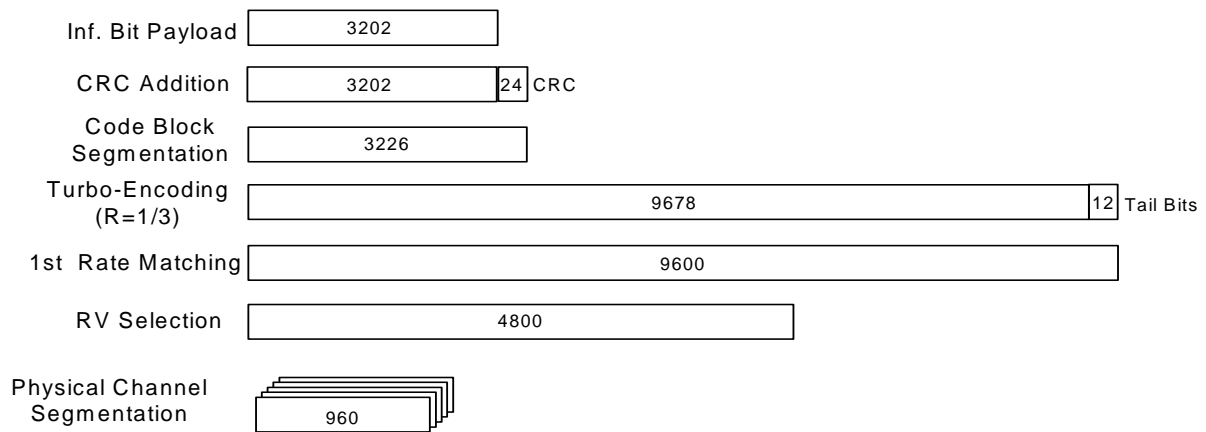 Inf. Bit Payload 3202
CRC Addition 3202 24 CRC
Code Block
Segmentation 3226
Turbo-Encoding
(R=1/3) 9678 12 Tail Bits
1st Rate Matching 9600
RV Selection 4800
Physical Channel
Segmentation 960